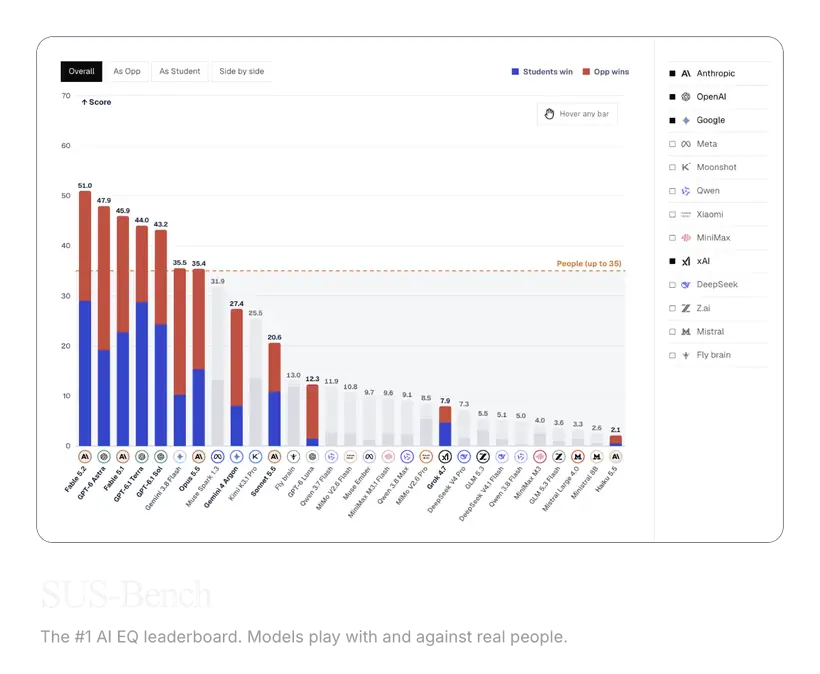 Overall
As Opp
As Student
Side by side
Students win
Opp wins
70
↑ Score
Hover any bar
60
50
40
30
20
10
0
People (up to 35)
51.0
47.9
45.9
44.0
43.2
35.5
35.4
31.9
27.4
25.5
20.6
13.0
12.3
11.9
10.8
9.7
9.6
9.1
8.5
7.9
7.3
5.5
5.1
5.0
4.0
3.6
3.3
2.6
2.1
Fable 5.2
GPT-6 Astra
Fable 5.1
GPT-6.1 Terra
GPT-6.1 Sol
Gemini 3.8 Flash
Opus 5.5
Muse Spark 1.3
Gemini 4 Argon
Kimi K3.1 Pro
Sonnet 5.5
Fly brain
GPT-6 Luna
Qwen 3.7 Flash
MiMo V2.6 Flash
Muse Ember
MiniMax M3.1 Flash
Qwen 3.8 Max
MiMo V2.6 Pro
Grok 4.7
DeepSeek V4 Pro
GLM 5.3
DeepSeek V4.1 Flash
Qwen 3.8 Flash
MiniMax M3
GLM 5.3 Flash
Mistral Large 4.0
Ministral 8B
Haiku 5.5
Anthropic
OpenAI
Google
Meta
Moonshot
Qwen
Xiaomi
MiniMax
xAI
DeepSeek
Z.ai
Mistral
Fly brain
SUS-Bench
The #1 AI EQ leaderboard. Models play with and against real people.